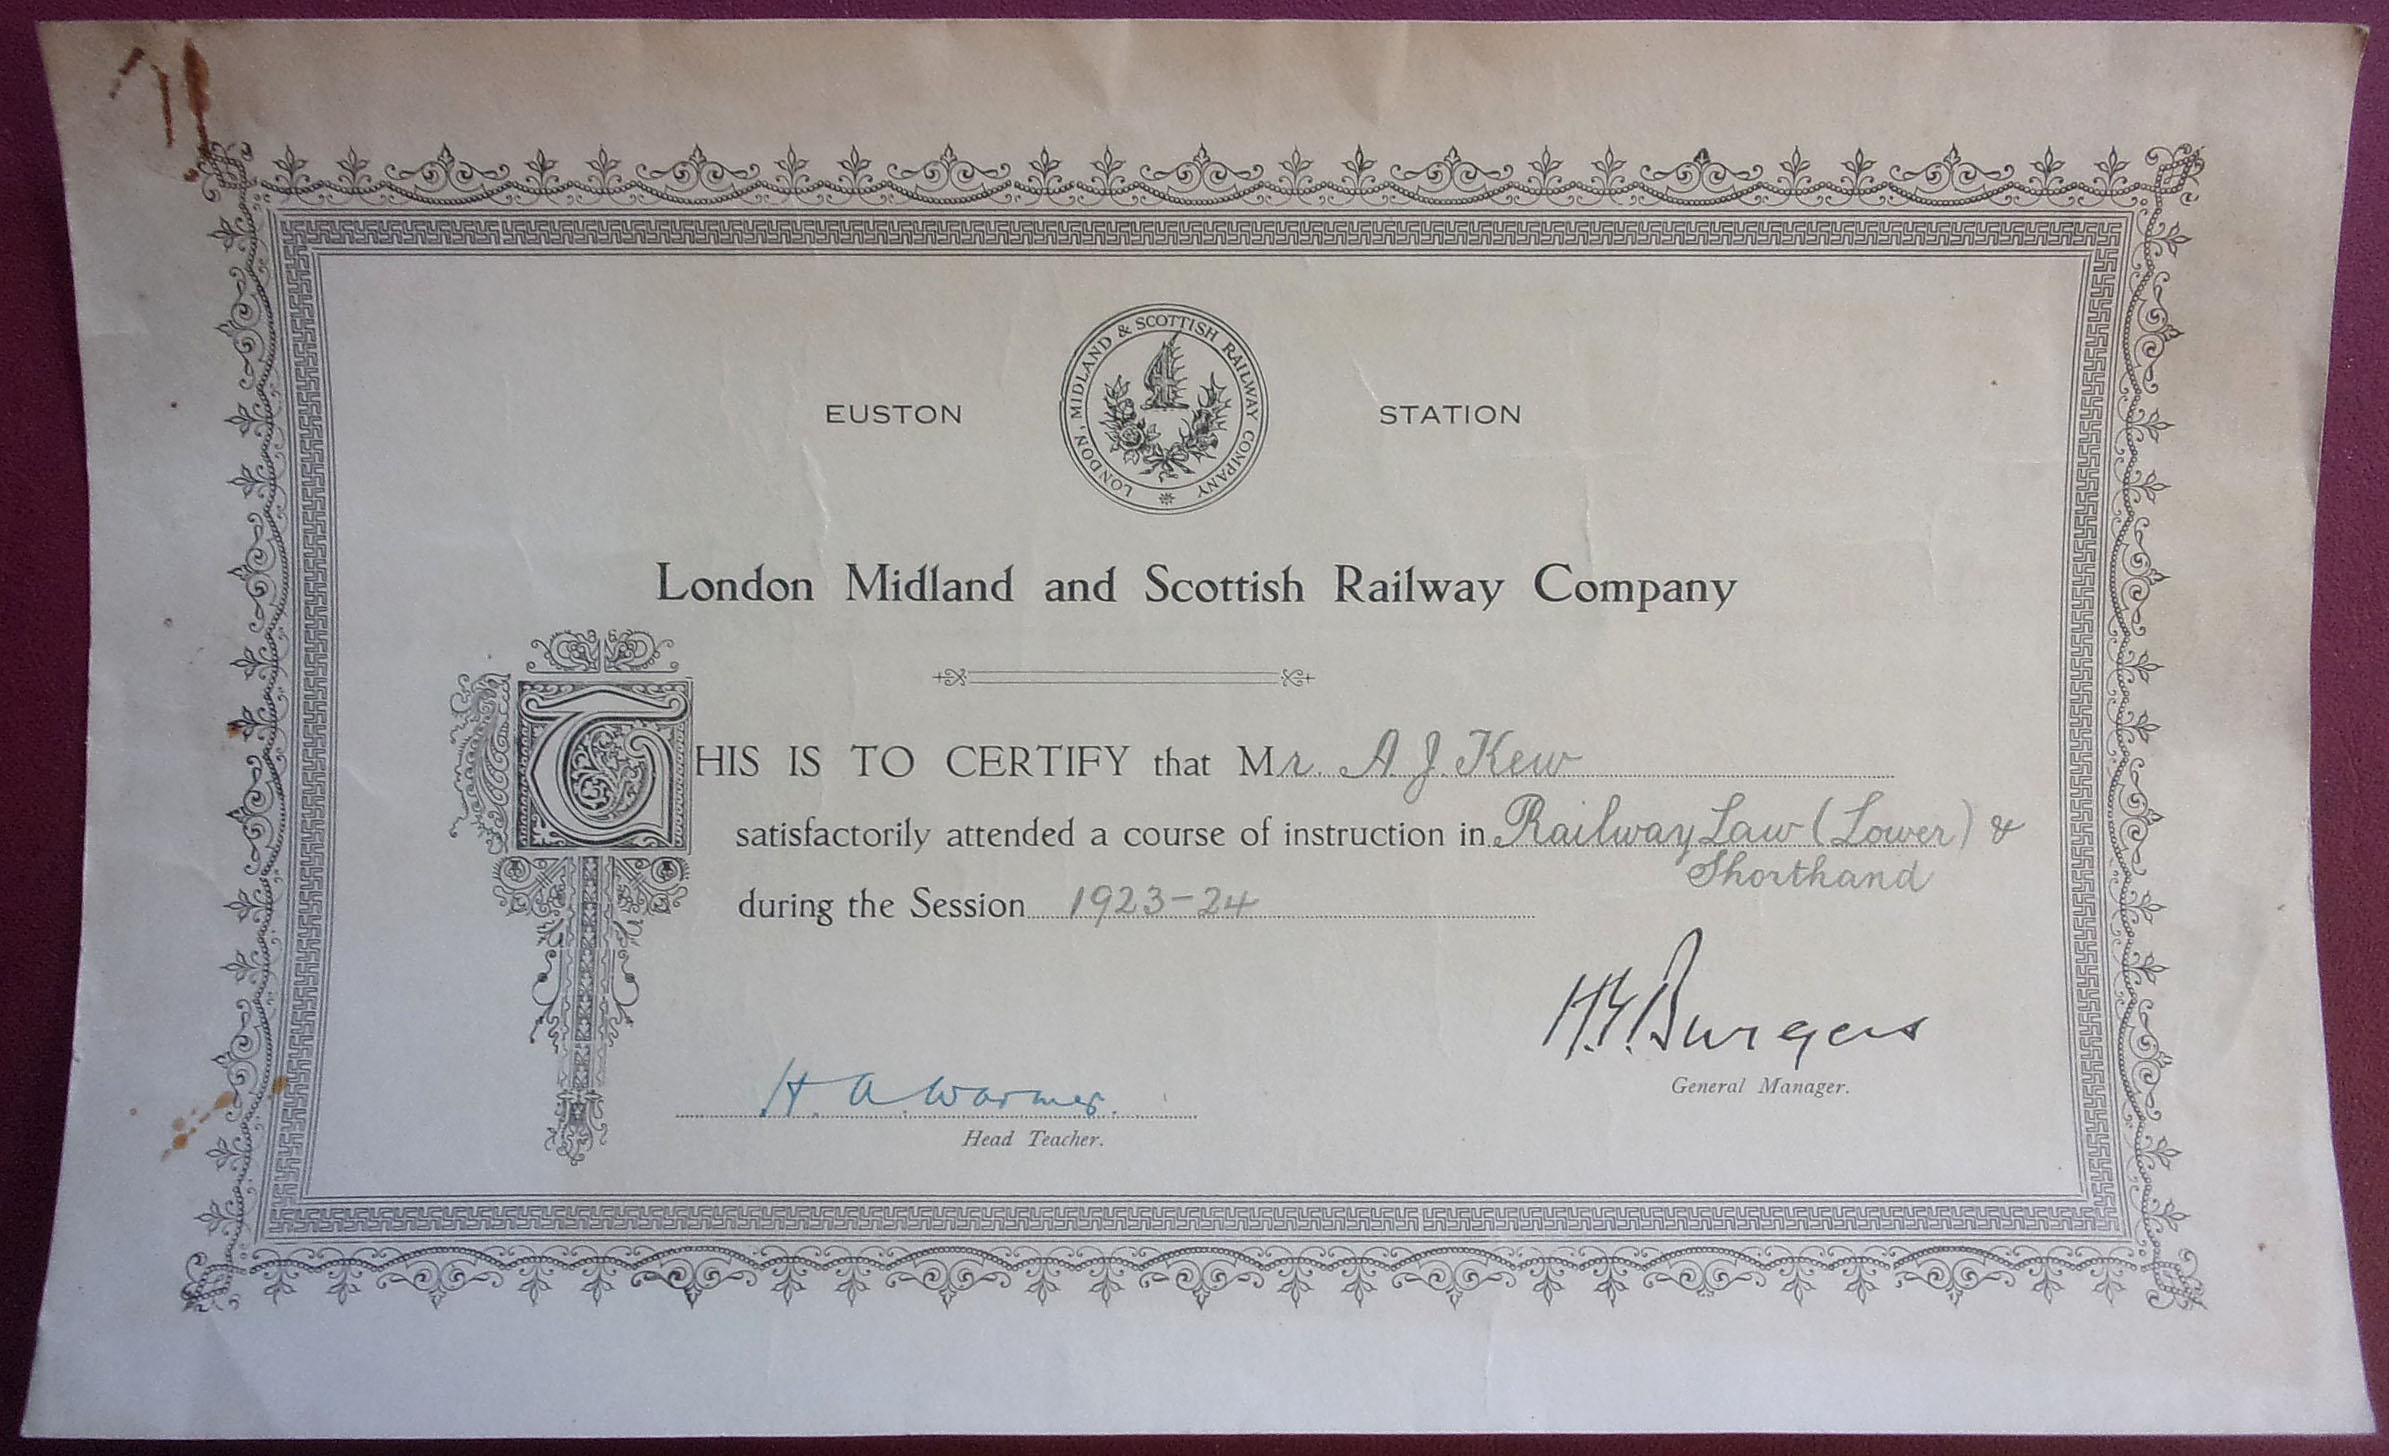 EUSTON STATION
LONDON, MIDLAND & SCOTTISH RAILWAY COMPANY
London Midland and Scottish Railway Company
THIS IS TO CERTIFY that Mr. A. J. Kew
satisfactorily attended a course of instruction in Railway Law (Lower) &
Shorthand
during the Session 1923-24
H.G. Burgess
General Manager.
H. A. Warmer
Head Teacher.